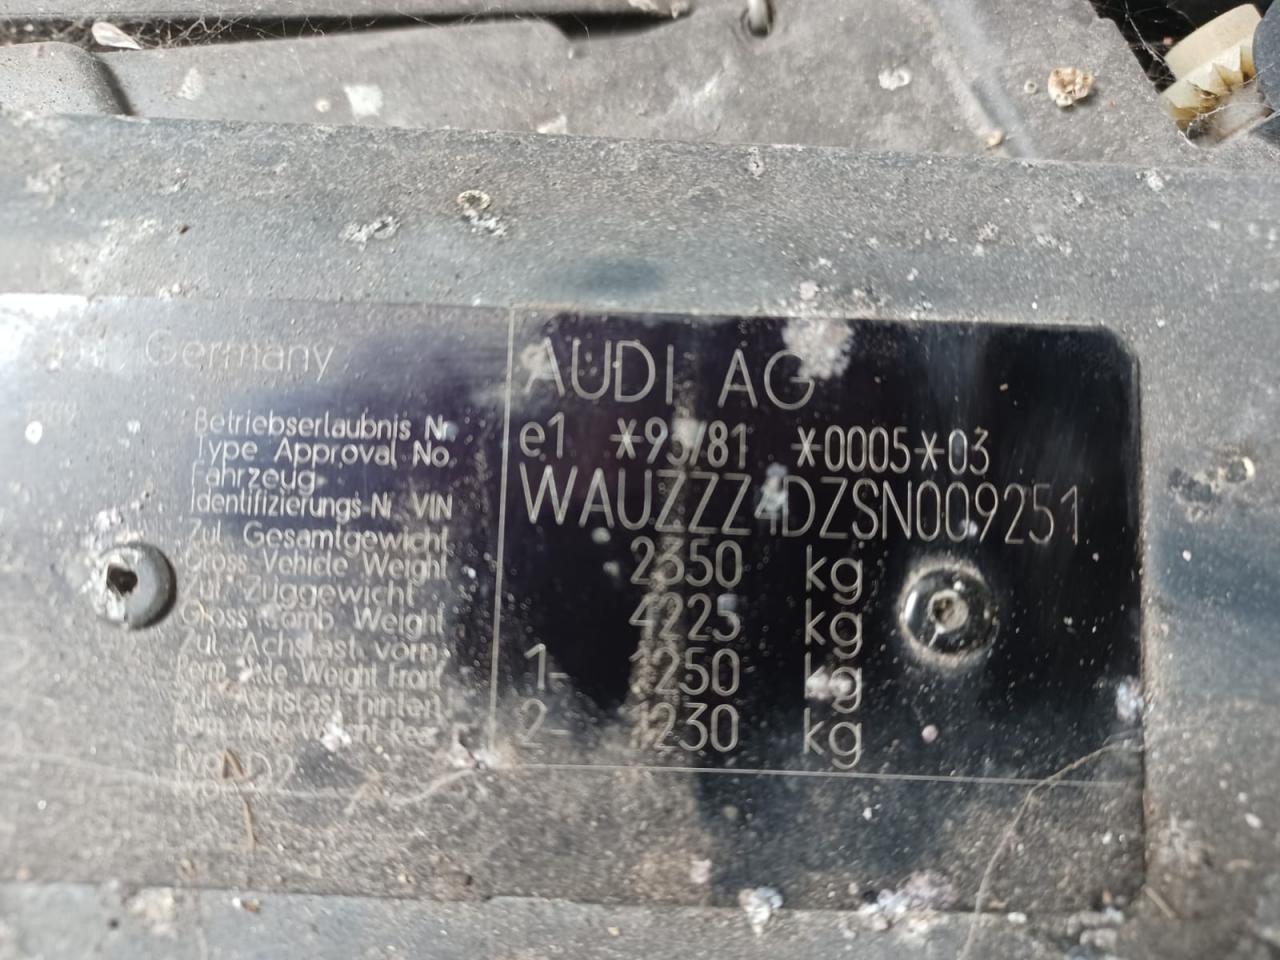 Germany
AUDI AG
Betriebserlaubnis Nr.
Type Approval No.
e1 *93/81 *0005*03
Fahrzeug
Identifizierungs-Nr. VIN
WAUZZZ4DZSN009251
Zul. Gesamtgewicht
Gross Vehicle Weight
2350 kg
Zul. Zuggewicht
Gross Comb Weight
4225 kg
Zul. Achslast vorn
Perm Axle Weight Front
1- 1250 kg
Zul. Achslast hinten
Perm Axle Weight Rear
2- 1230 kg